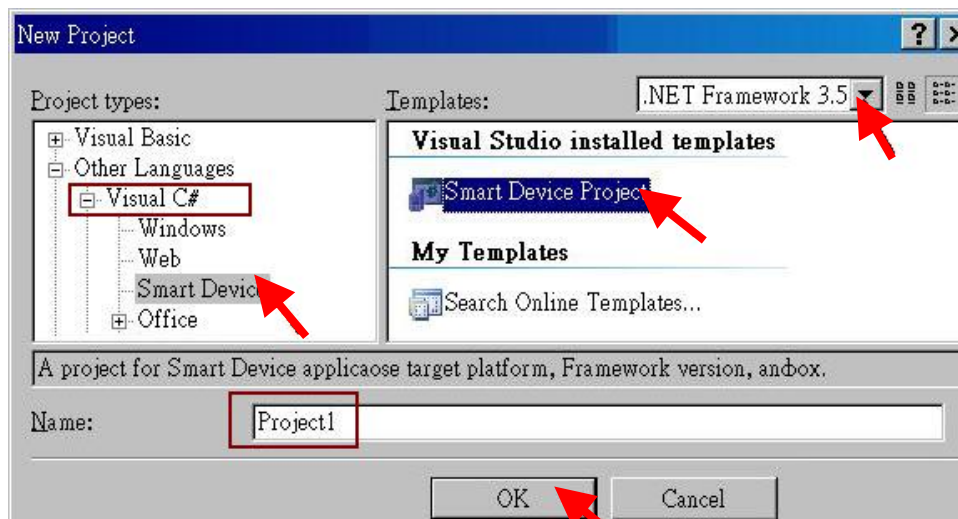 New Project
Project types:
Templates:
.NET Framework 3.5
Visual Basic
Other Languages
Visual C#
Windows
Web
Smart Device
Office
Visual Studio installed templates
Smart Device Project
My Templates
Search Online Templates...
A project for Smart Device applicaose target platform, Framework version, anbox.
Name:
Project1
OK
Cancel